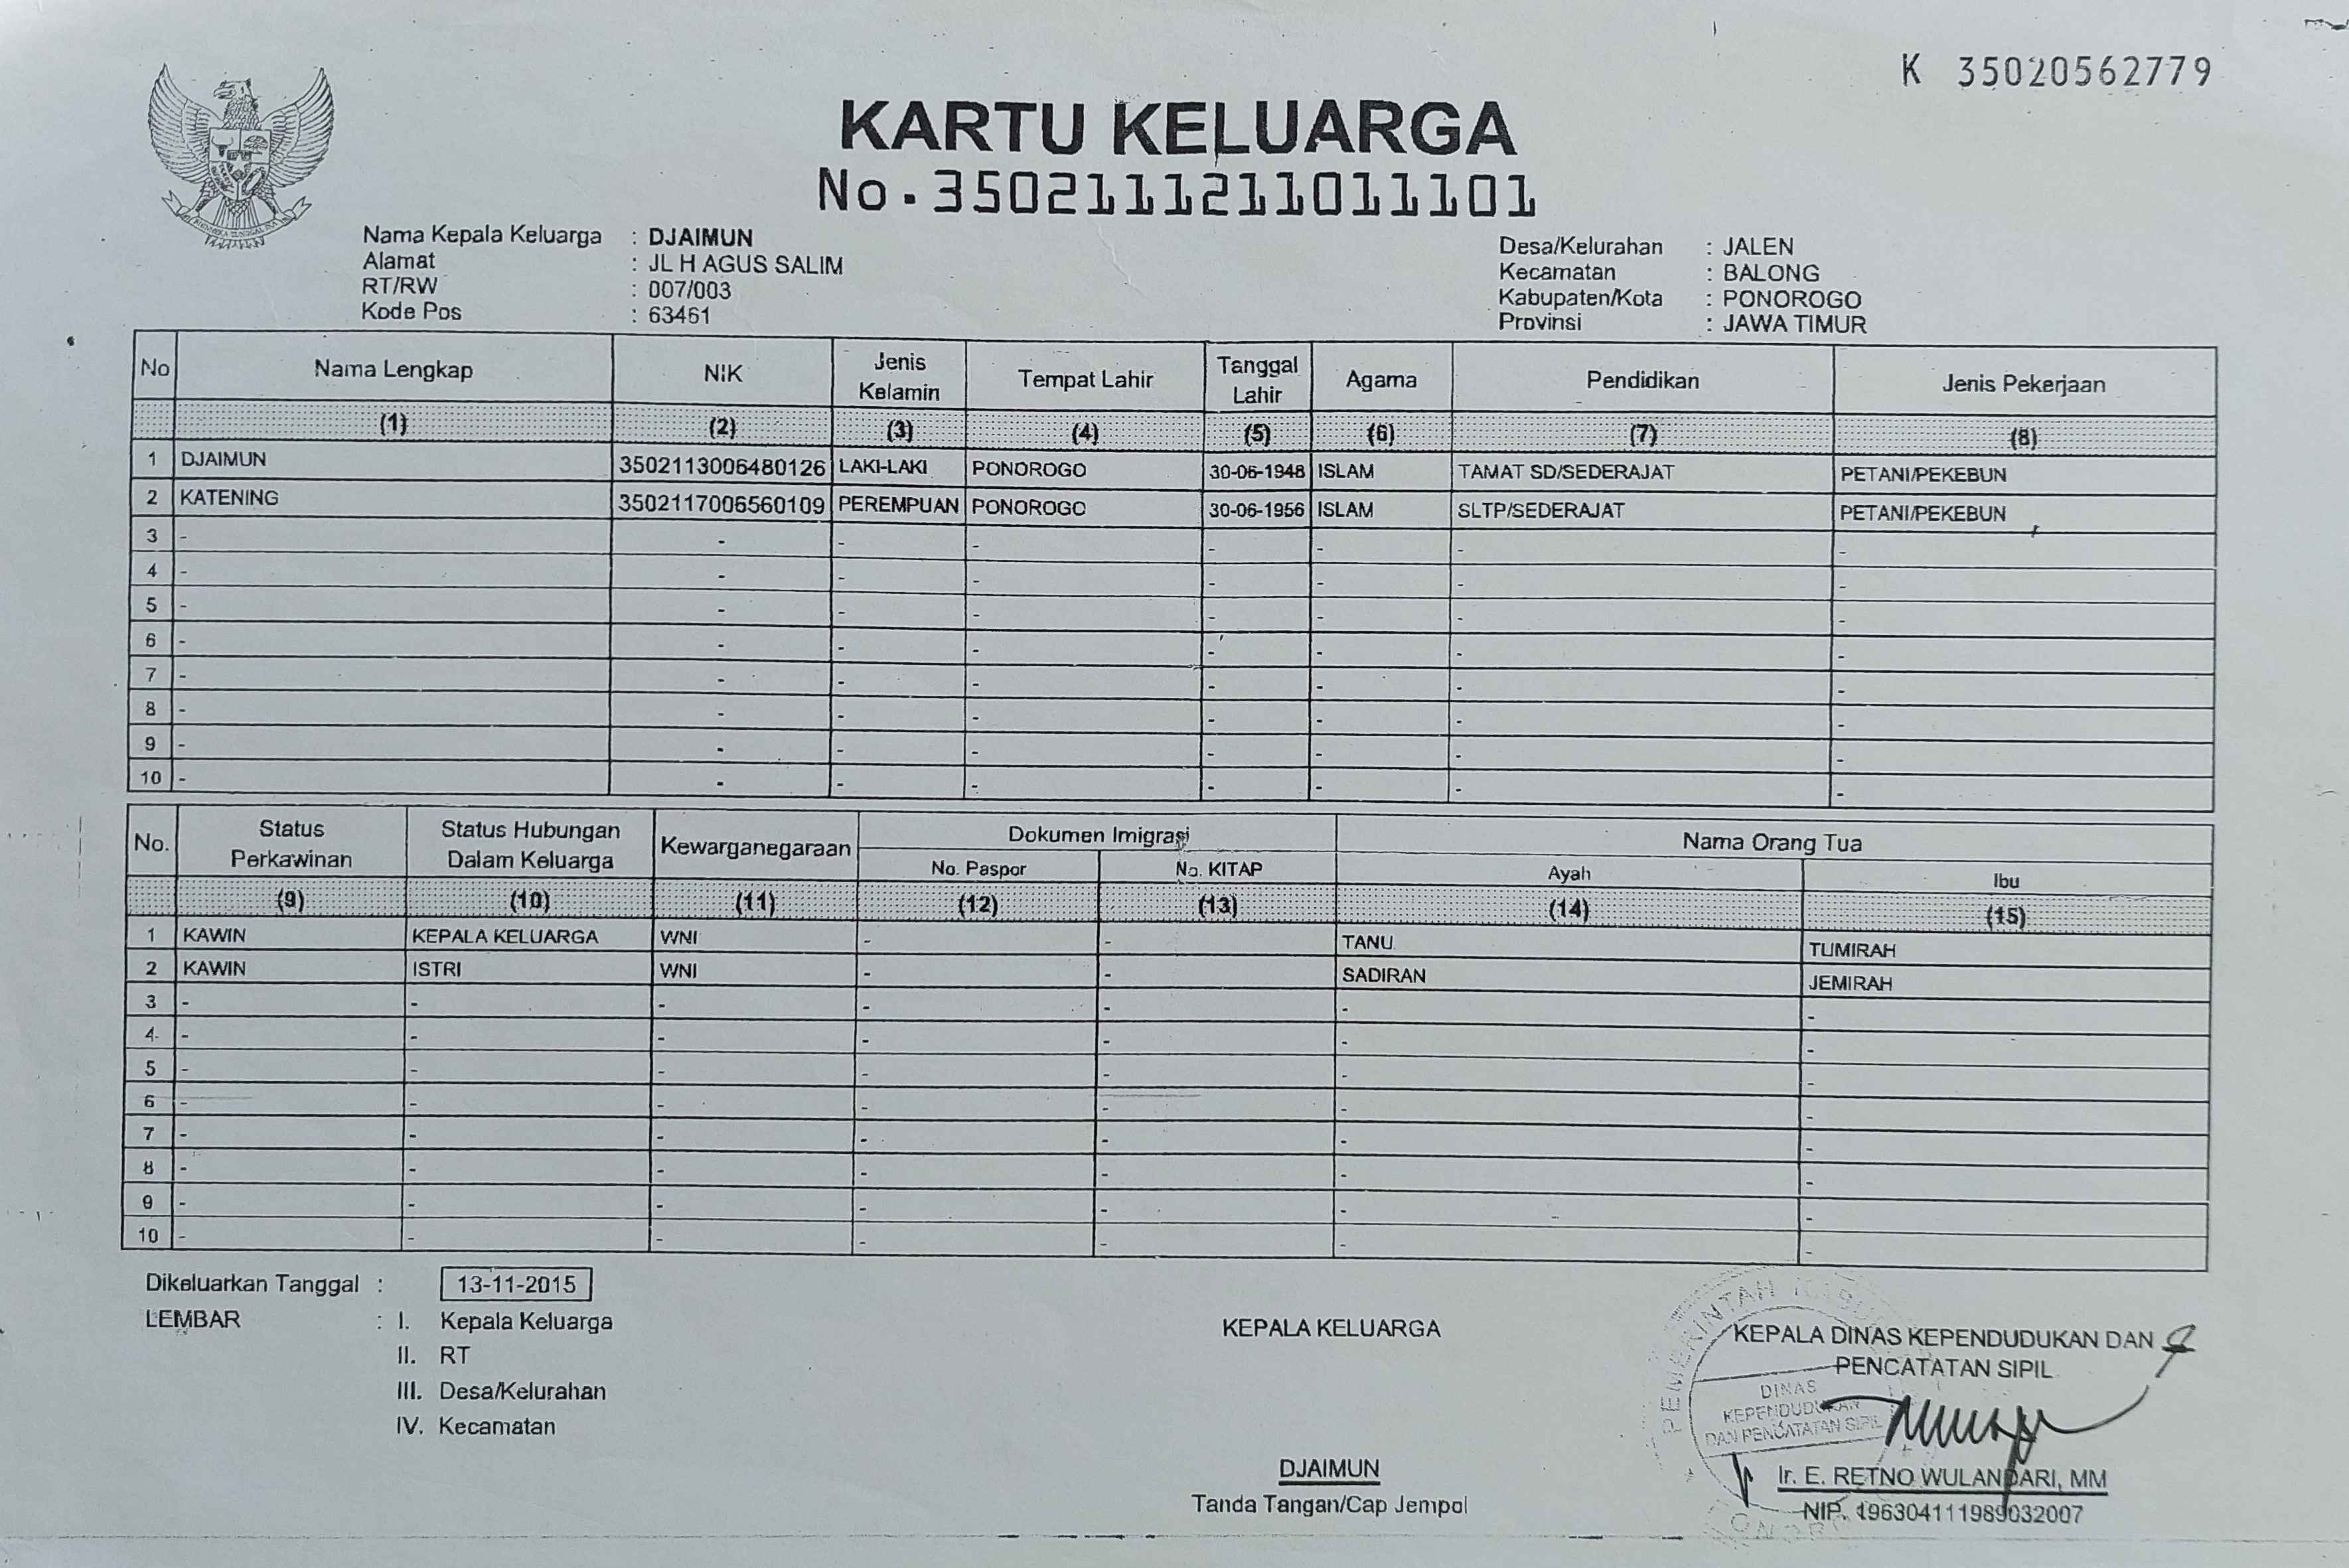 K 35020562779
KARTU KELUARGA
No.3502111211011101
Nama Kepala Keluarga : DJAIMUN
Alamat : JL H AGUS SALIM
RT/RW : 007/003
Kode Pos : 63461
Desa/Kelurahan : JALEN
Kecamatan : BALONG
Kabupaten/Kota : PONOROGO
Provinsi : JAWA TIMUR
No Nama Lengkap NIK Jenis Kelamin Tempat Lahir Tanggal Lahir Agama Pendidikan Jenis Pekerjaan
(1) (2) (3) (4) (5) (6) (7) (8)
1 DJAIMUN 3502113006480126 LAKI-LAKI PONOROGO 30-06-1948 ISLAM TAMAT SD/SEDERAJAT PETANI/PEKEBUN
2 KATENING 3502117006560109 PEREMPUAN PONOROGO 30-06-1956 ISLAM SLTP/SEDERAJAT PETANI/PEKEBUN
3 - - - - - - - -
4 - - - - - - - -
5 - - - - - - - -
6 - - - - - - - -
7 - - - - - - - -
8 - - - - - - - -
9 - - - - - - - -
10 - - - - - - - -
No. Status Perkawinan Status Hubungan Dalam Keluarga Kewarganegaraan Dokumen Imigrasi Nama Orang Tua
No. Paspor No. KITAP Ayah Ibu
(9) (10) (11) (12) (13) (14) (15)
1 KAWIN KEPALA KELUARGA WNI - - TANU TUMIRAH
2 KAWIN ISTRI WNI - - SADIRAN JEMIRAH
3 - - - - - - -
4 - - - - - - -
5 - - - - - - -
6 - - - - - - -
7 - - - - - - -
8 - - - - - - -
9 - - - - - - -
10 - - - - - - -
Dikeluarkan Tanggal : 13-11-2015
LEMBAR : I. Kepala Keluarga
II. RT
III. Desa/Kelurahan
IV. Kecamatan
KEPALA KELUARGA
DJAIMUN
Tanda Tangan/Cap Jempol
KEPALA DINAS KEPENDUDUKAN DAN
PENCATATAN SIPIL
DINAS
KEPENDUDUKAN
DAN PENCATATAN SIPIL
Ir. E. RETNO WULANDARI, MM
NIP. 196304111989032007